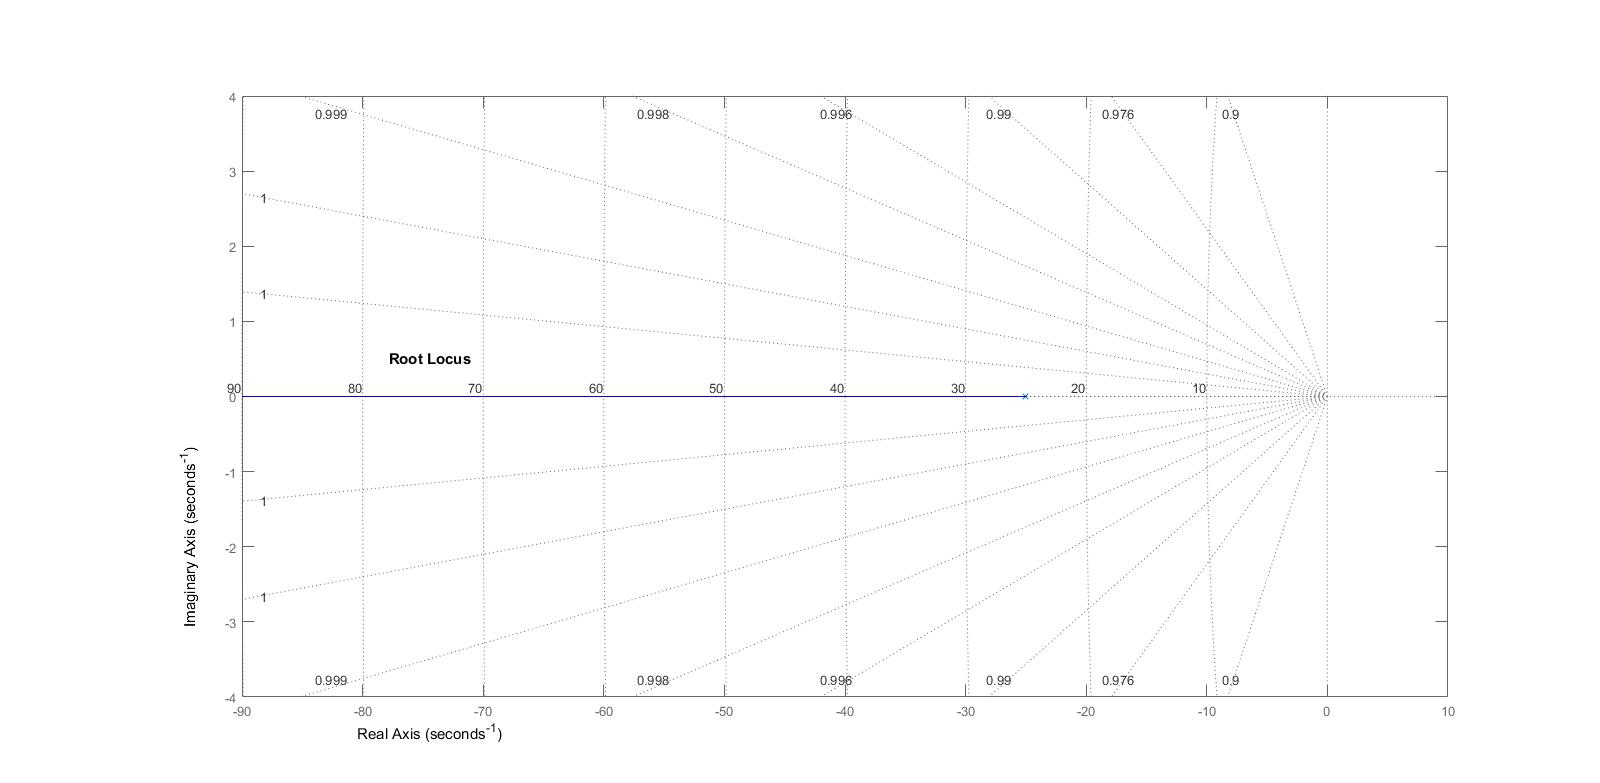 4
0.999 0.998 0.996 0.99 0.976 0.9
3
1
2
1
1
Root Locus
90 80 70 60 50 40 30 20 10
0
-1
1
-2
1
-3
0.999 0.998 0.996 0.99 0.976 0.9
-4
-90 -80 -70 -60 -50 -40 -30 -20 -10 0 10
Real Axis (seconds⁻¹)
Imaginary Axis (seconds⁻¹)